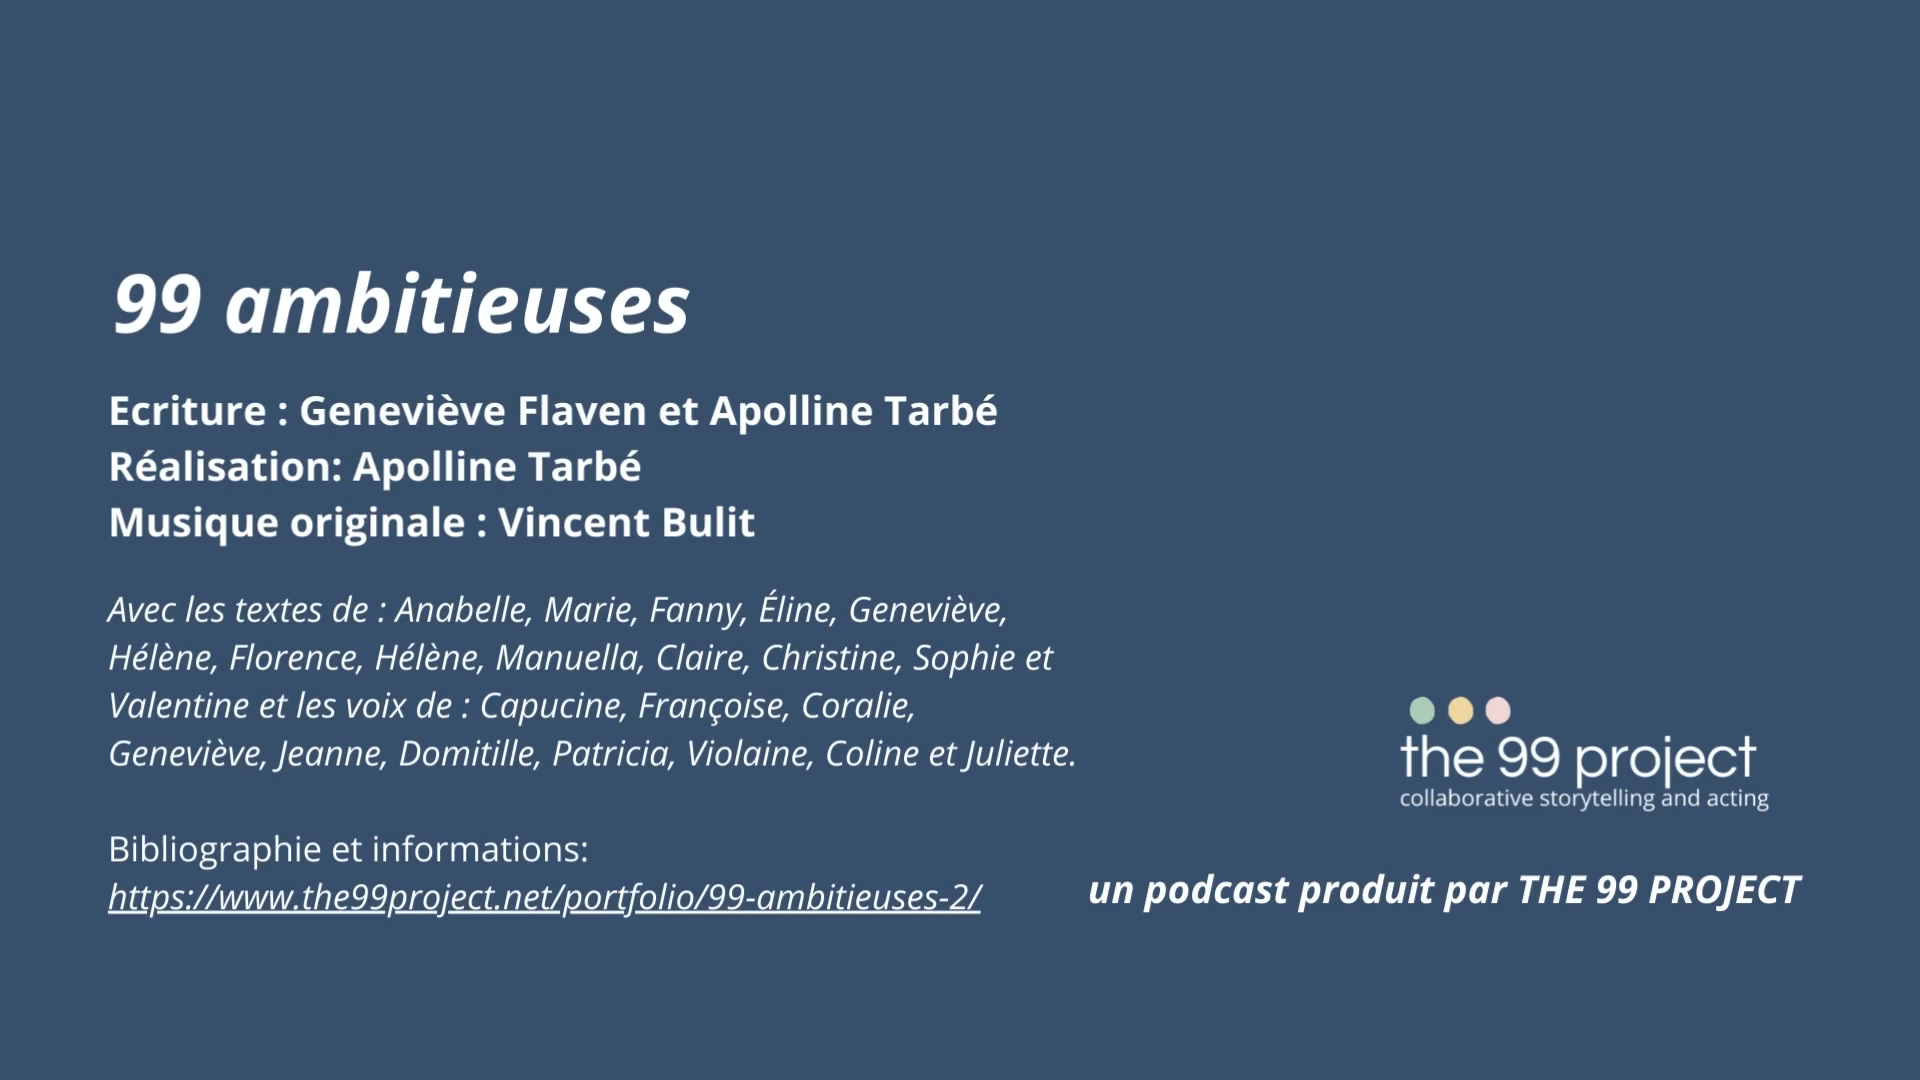 99 ambitieuses
Ecriture : Geneviève Flaven et Apolline Tarbé
Réalisation: Apolline Tarbé
Musique originale : Vincent Bulit
Avec les textes de : Anabelle, Marie, Fanny, Éline, Geneviève,
Hélène, Florence, Hélène, Manuella, Claire, Christine, Sophie et
Valentine et les voix de : Capucine, Françoise, Coralie,
Geneviève, Jeanne, Domitille, Patricia, Violaine, Coline et Juliette.
Bibliographie et informations:
https://www.the99project.net/portfolio/99-ambitieuses-2/
the 99 project
collaborative storytelling and acting
un podcast produit par THE 99 PROJECT